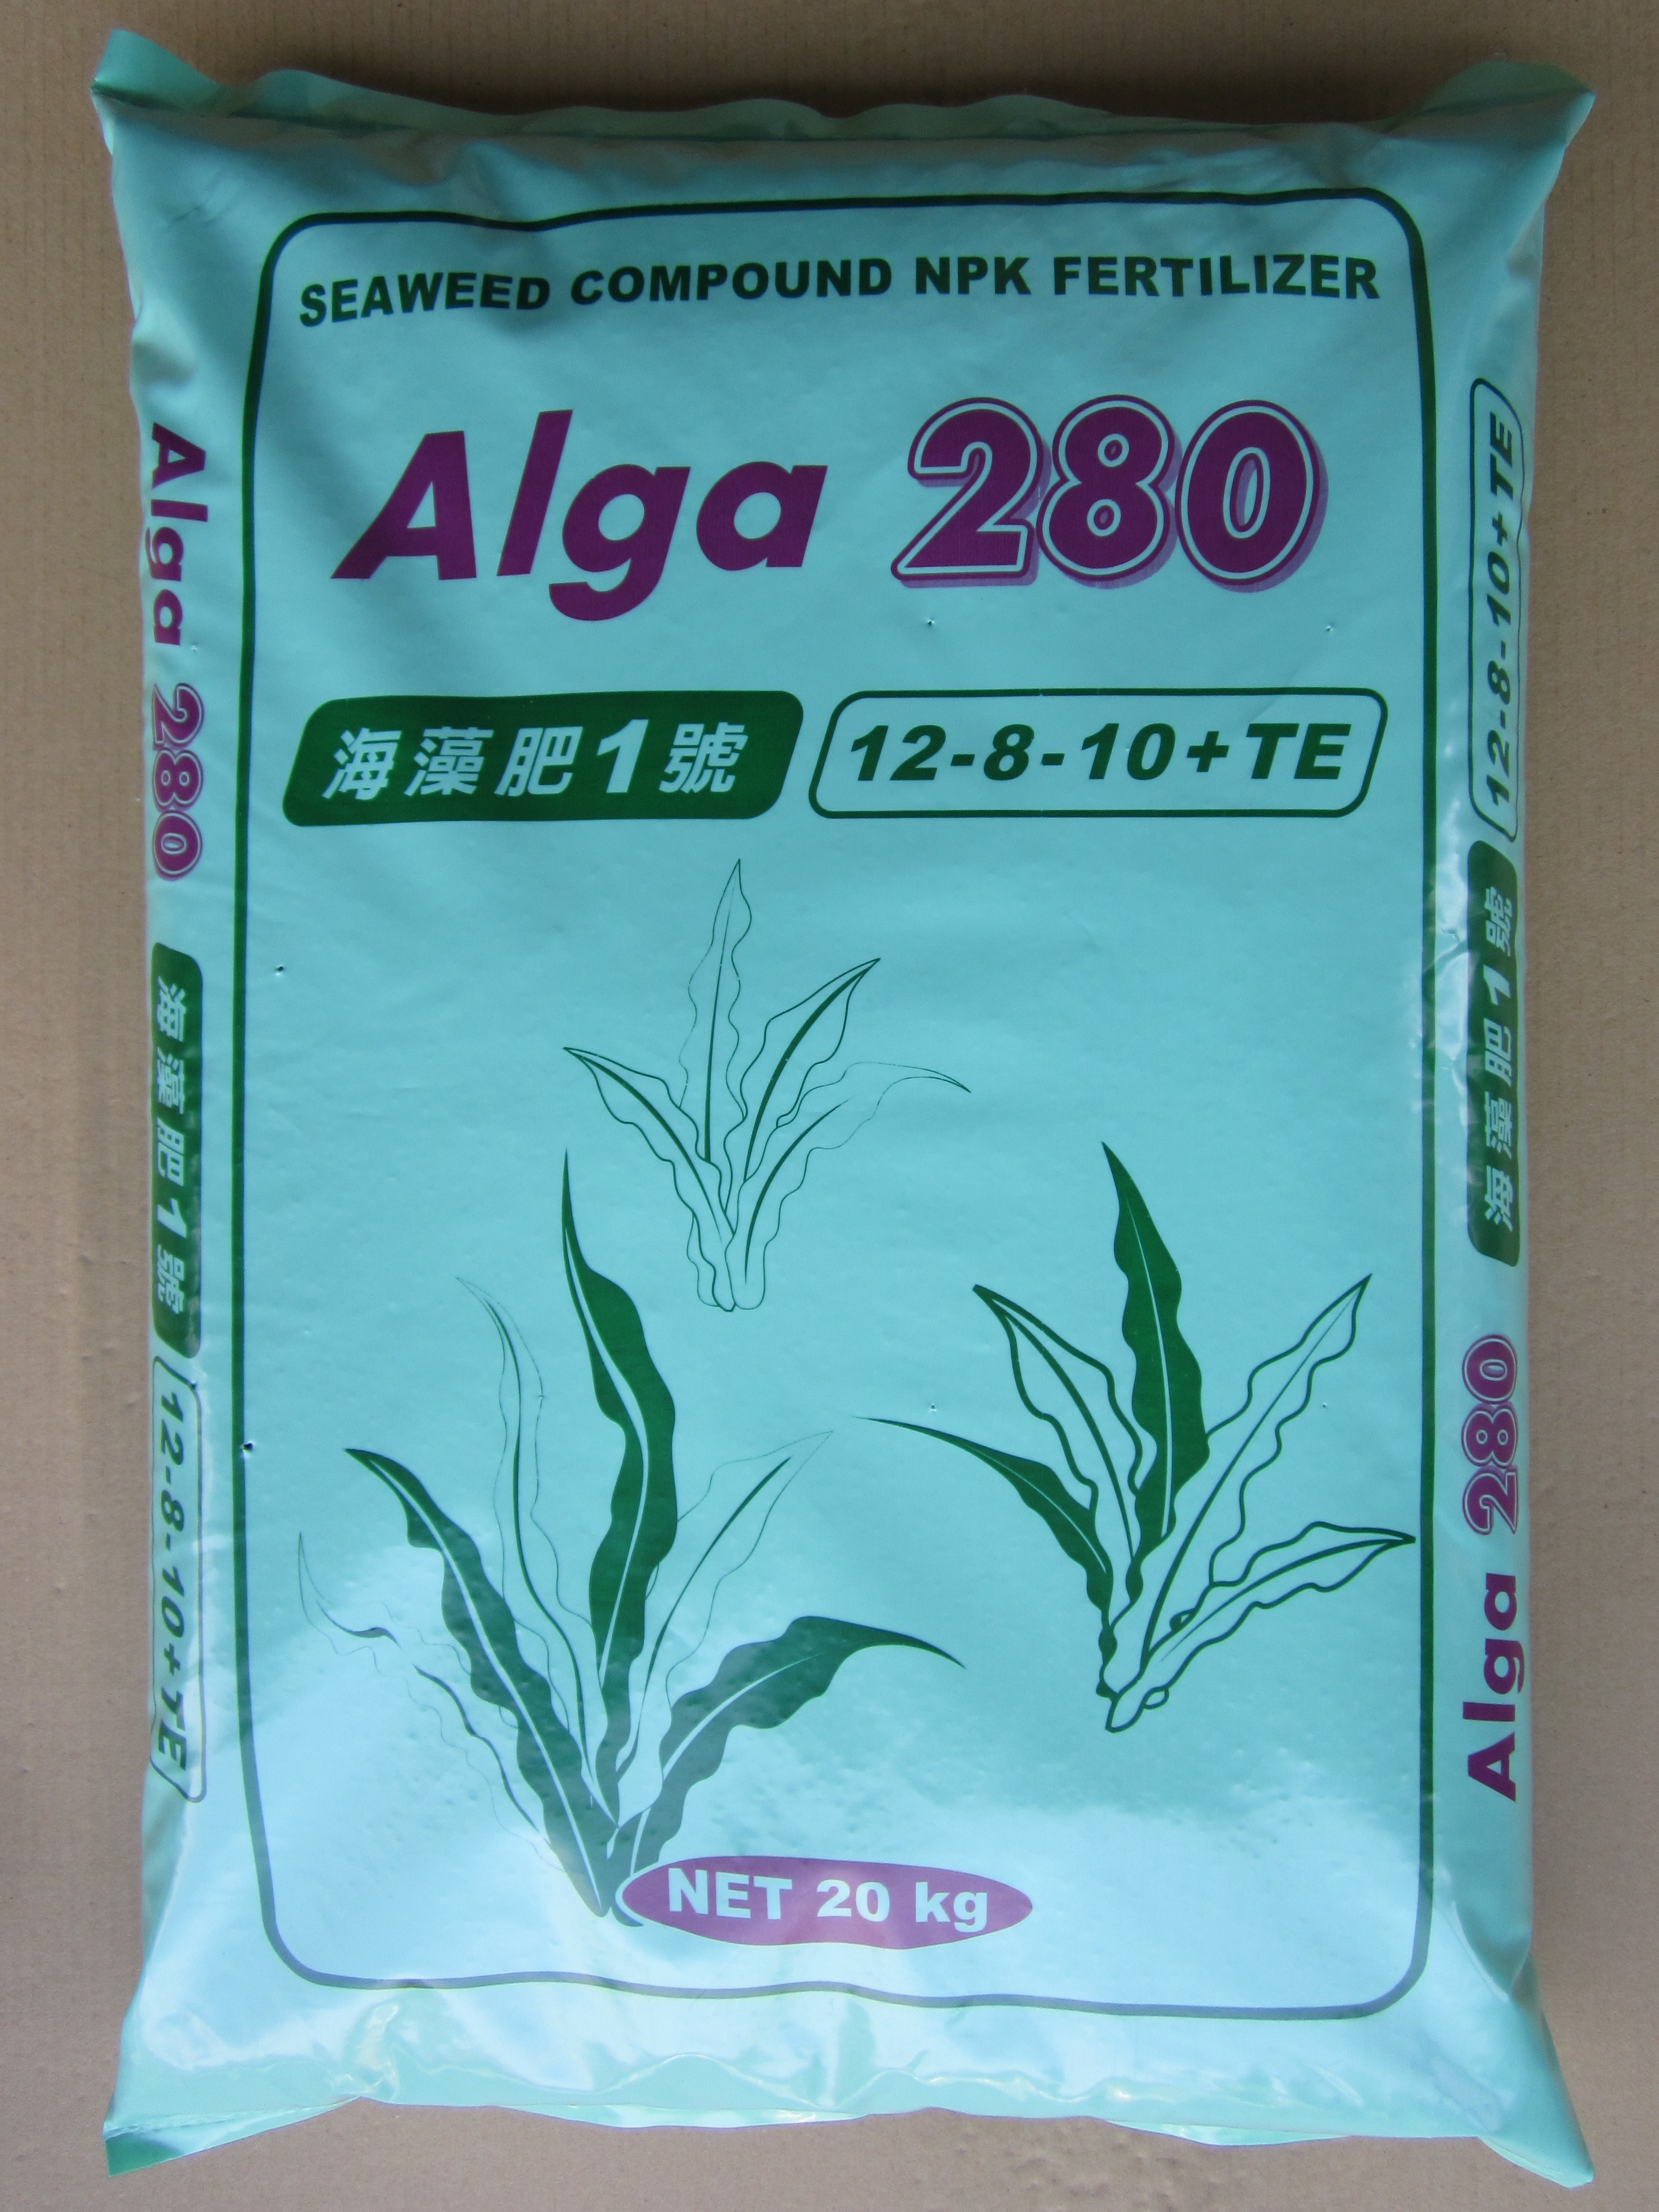 SEAWEED COMPOUND NPK FERTILIZER
Alga 280
海藻肥1號
12-8-10+TE
NET 20 kg
Alga 280 海藻肥1號 12-8-10+TE
Alga 280 海藻肥1號 12-8-10+TE